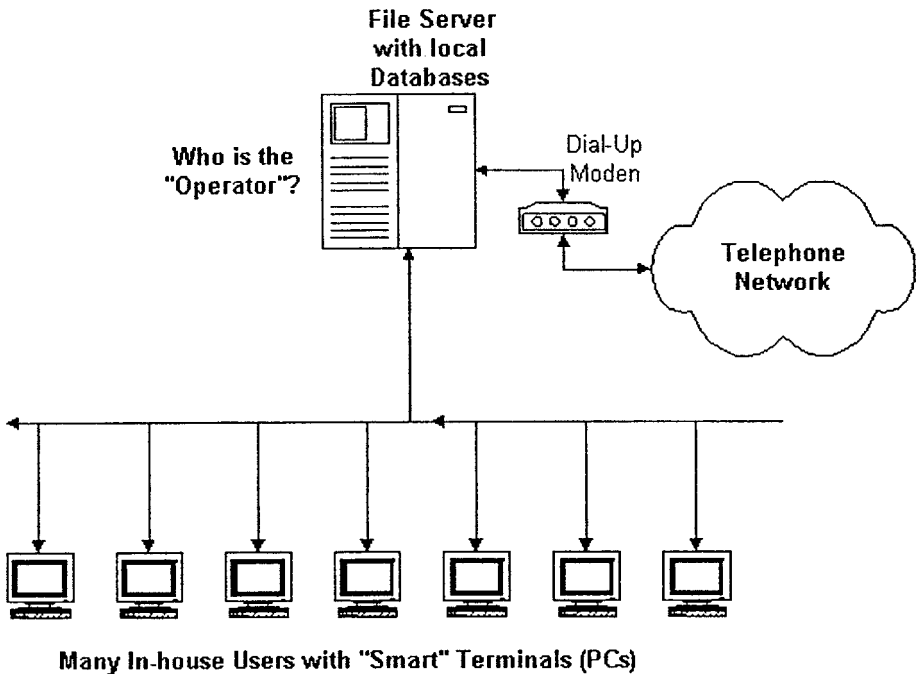 File Server
with local
Databases
Who is the
"Operator"?
Dial-Up
Moden
Telephone
Network
Many In-house Users with "Smart" Terminals (PCs)